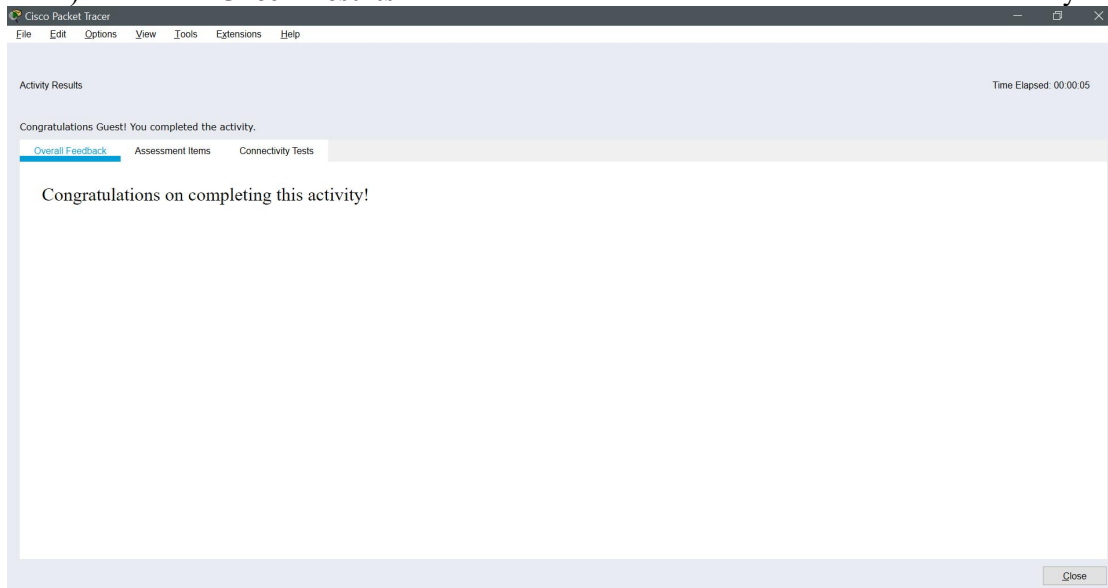 Cisco Packet Tracer
File Edit Options View Tools Extensions Help
Activity Results Time Elapsed: 00:00:05
Congratulations Guest! You completed the activity.
Overall Feedback Assessment Items Connectivity Tests
Congratulations on completing this activity!
Close